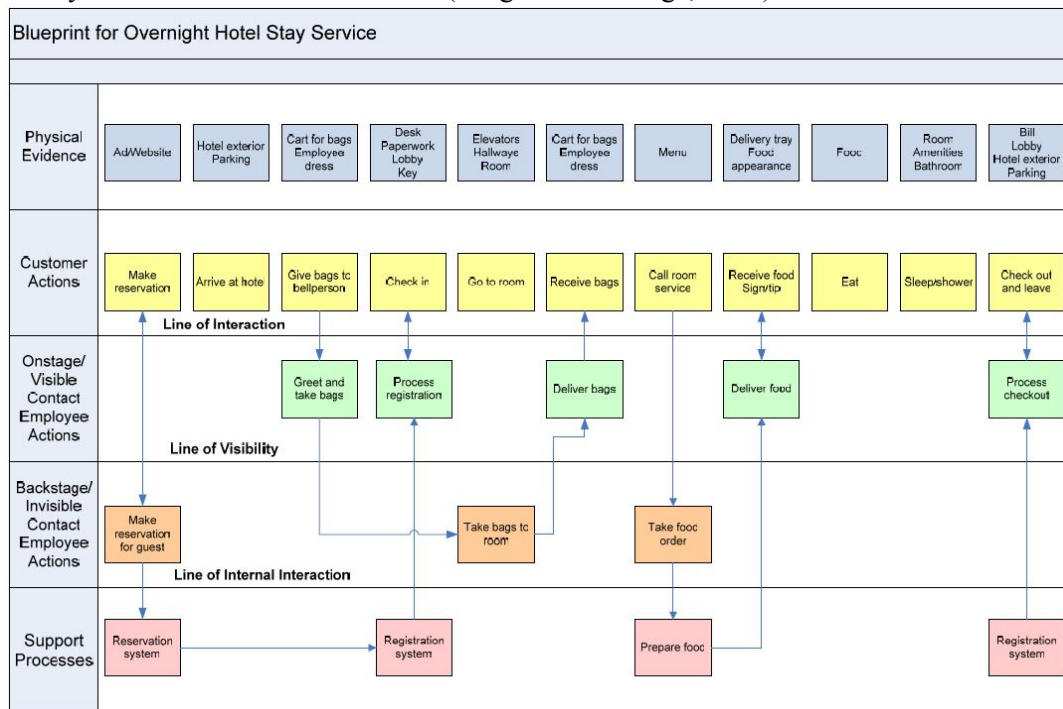 Blueprint for Overnight Hotel Stay Service
Physical
Evidence
Ad/Website
Hotel exterior
Parking
Cart for bags
Employee
dress
Desk
Paperwork
Lobby
Key
Elevators
Hallways
Room
Cart for bags
Employee
dress
Menu
Delivery tray
Food
appearance
Food
Room
Amenities
Bathroom
Bill
Lobby
Hotel exterior
Parking
Customer
Actions
Make
reservation
Arrive at hote
Give bags to
bellperson
Check in
Go to room
Receive bags
Call room
service
Receive food
Sign/tip
Eat
Sleep/shower
Check out
and leave
Line of Interaction
Onstage/
Visible
Contact
Employee
Actions
Greet and
take bags
Process
registration
Deliver bags
Deliver food
Process
checkout
Line of Visibility
Backstage/
Invisible
Contact
Employee
Actions
Make
reservation
for guest
Take bags to
room
Take food
order
Line of Internal Interaction
Support
Processes
Reservation
system
Registration
system
Prepare food
Registration
system